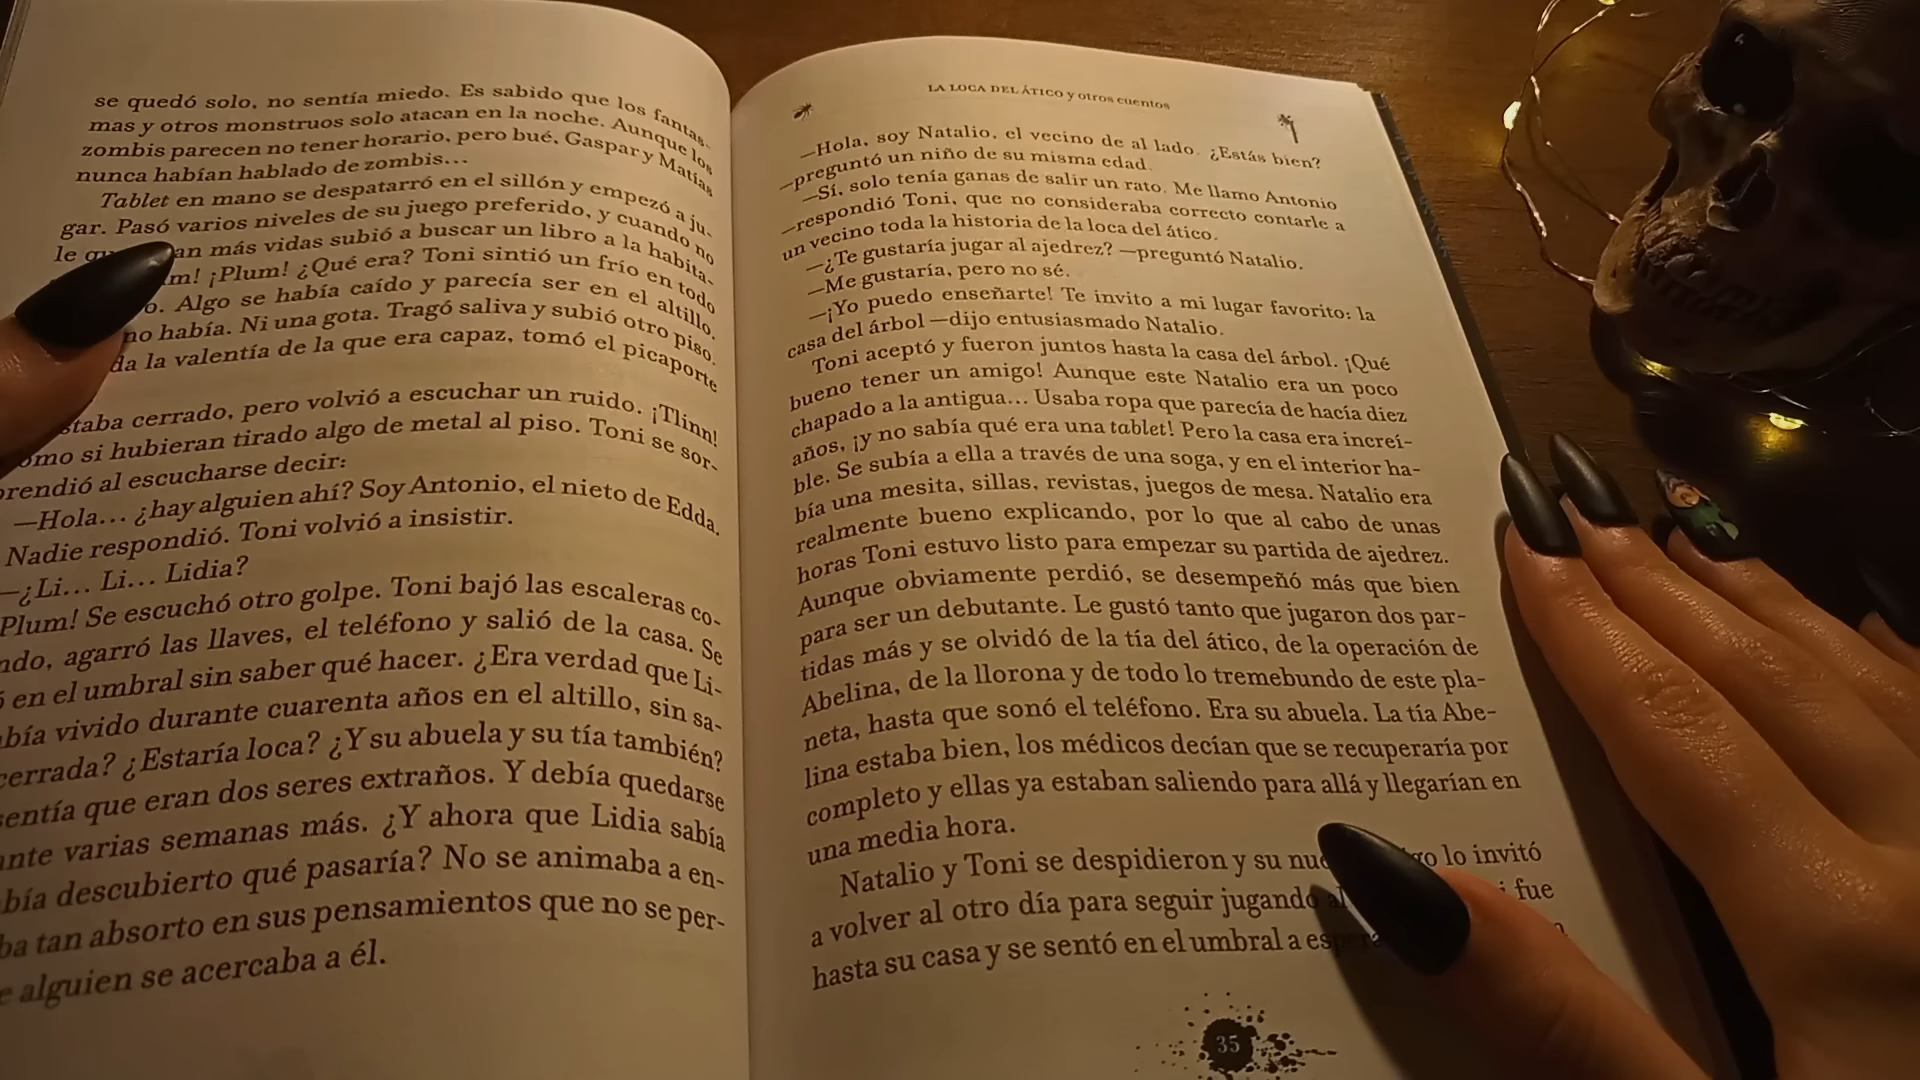 se quedó solo, no sentía miedo. Es sabido que los fantas-
mas y otros monstruos solo atacan en la noche. Aunque los
zombis parecen no tener horario, pero bué, Gaspar y Matías
nunca habían hablado de zombis...
Tablet en mano se despatarró en el sillón y empezó a ju-
gar. Pasó varios niveles de su juego preferido, y cuando no
le más vidas subió a buscar un libro a la habita-
¡Plum! ¿Qué era? Toni sintió un frío en todo
Algo se había caído y parecía ser en el altillo.
no había. Ni una gota. Tragó saliva y subió otro piso.
la valentía de la que era capaz, tomó el picaporte
cerrado, pero volvió a escuchar un ruido. ¡Tlinn!
si hubieran tirado algo de metal al piso. Toni se sor-
prendió al escucharse decir:
—Hola... ¿hay alguien ahí? Soy Antonio, el nieto de Edda.
Nadie respondió. Toni volvió a insistir.
—¿Li... Li... Lidia?
Plum! Se escuchó otro golpe. Toni bajó las escaleras co-
agarró las llaves, el teléfono y salió de la casa. Se
en el umbral sin saber qué hacer. ¿Era verdad que Li-
vivido durante cuarenta años en el altillo, sin sa-
¿Estaría loca? ¿Y su abuela y su tía también?
que eran dos seres extraños. Y debía quedarse
varias semanas más. ¿Y ahora que Lidia sabía
descubierto qué pasaría? No se animaba a en-
tan absorto en sus pensamientos que no se per-
alguien se acercaba a él.
LA LOCA DEL ÁTICO y otros cuentos
—Hola, soy Natalio, el vecino de al lado. ¿Estás bien?
—preguntó un niño de su misma edad.
—Sí, solo tenía ganas de salir un rato. Me llamo Antonio
—respondió Toni, que no consideraba correcto contarle a
un vecino toda la historia de la loca del ático.
—¿Te gustaría jugar al ajedrez? —preguntó Natalio.
—Me gustaría, pero no sé.
—¡Yo puedo enseñarte! Te invito a mi lugar favorito: la
casa del árbol —dijo entusiasmado Natalio.
Toni aceptó y fueron juntos hasta la casa del árbol. ¡Qué
bueno tener un amigo! Aunque este Natalio era un poco
chapado a la antigua... Usaba ropa que parecía de hacía diez
años, ¡y no sabía qué era una tablet! Pero la casa era increí-
ble. Se subía a ella a través de una soga, y en el interior ha-
bía una mesita, sillas, revistas, juegos de mesa. Natalio era
realmente bueno explicando, por lo que al cabo de unas
horas Toni estuvo listo para empezar su partida de ajedrez.
Aunque obviamente perdió, se desempeñó más que bien
para ser un debutante. Le gustó tanto que jugaron dos par-
tidas más y se olvidó de la tía del ático, de la operación de
Abelina, de la llorona y de todo lo tremebundo de este pla-
neta, hasta que sonó el teléfono. Era su abuela. La tía Abe-
lina estaba bien, los médicos decían que se recuperaría por
completo y ellas ya estaban saliendo para allá y llegarían en
una media hora.
Natalio y Toni se despidieron y su lo invitó
a volver al otro día para seguir jugando fue
hasta su casa y se sentó en el umbral a
35